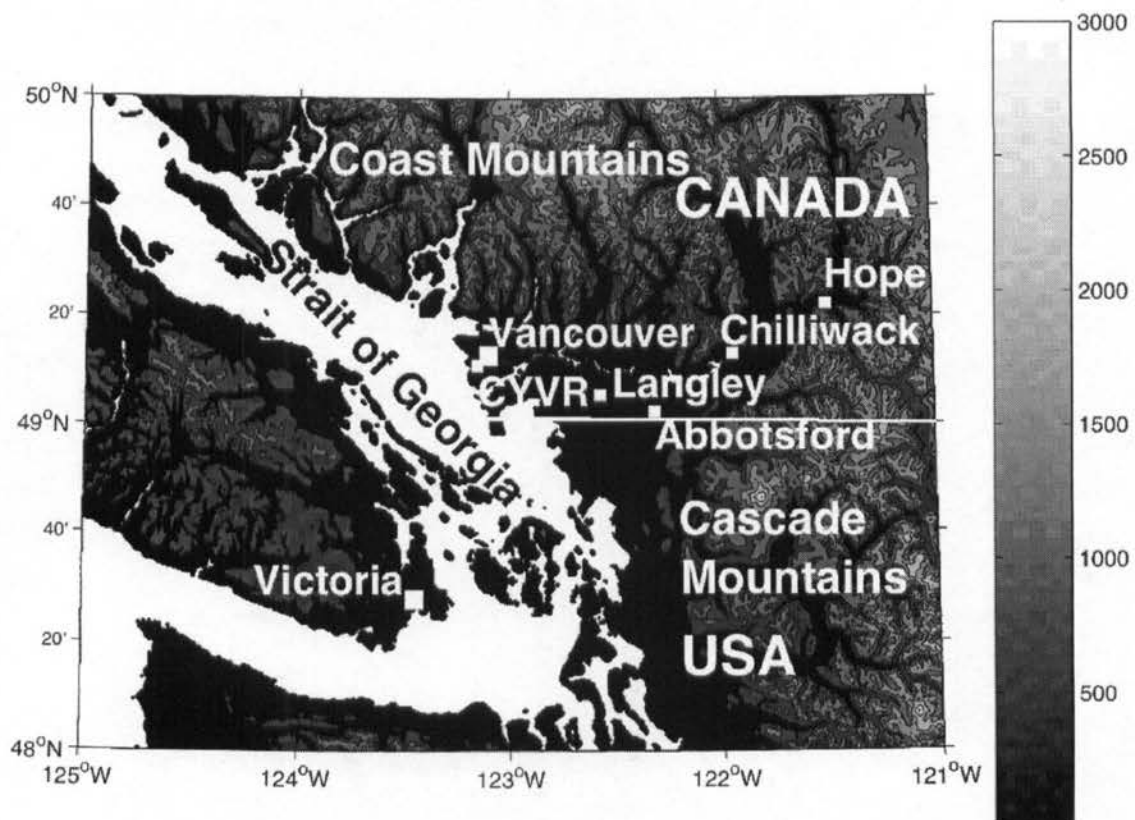 3000
50°N
Coast Mountains
2500
CANADA
40'
Hope
2000
20'
Vancouver
Chilliwack
Strait of Georgia
CYVR
Langley
1500
49°N
Abbotsford
Cascade
Mountains
40'
1000
Victoria
20'
USA
500
48°N
125°W
124°W
123°W
122°W
121°W